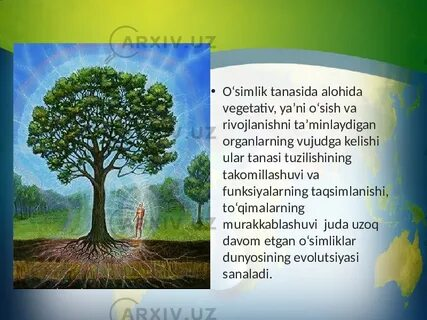 ARXIV.UZ
• O‘simlik tanasida alohida
vegetativ, ya’ni o‘sish va
rivojlanishni ta’minlaydigan
organlarning vujudga kelishi
ular tanasi tuzilishining
takomillashuvi va
funksiyalarning taqsimlanishi,
to‘qimalarning
murakkablashuvi juda uzoq
davom etgan o‘simliklar
dunyosining evolutsiyasi
sanaladi.
ARXIV.UZ